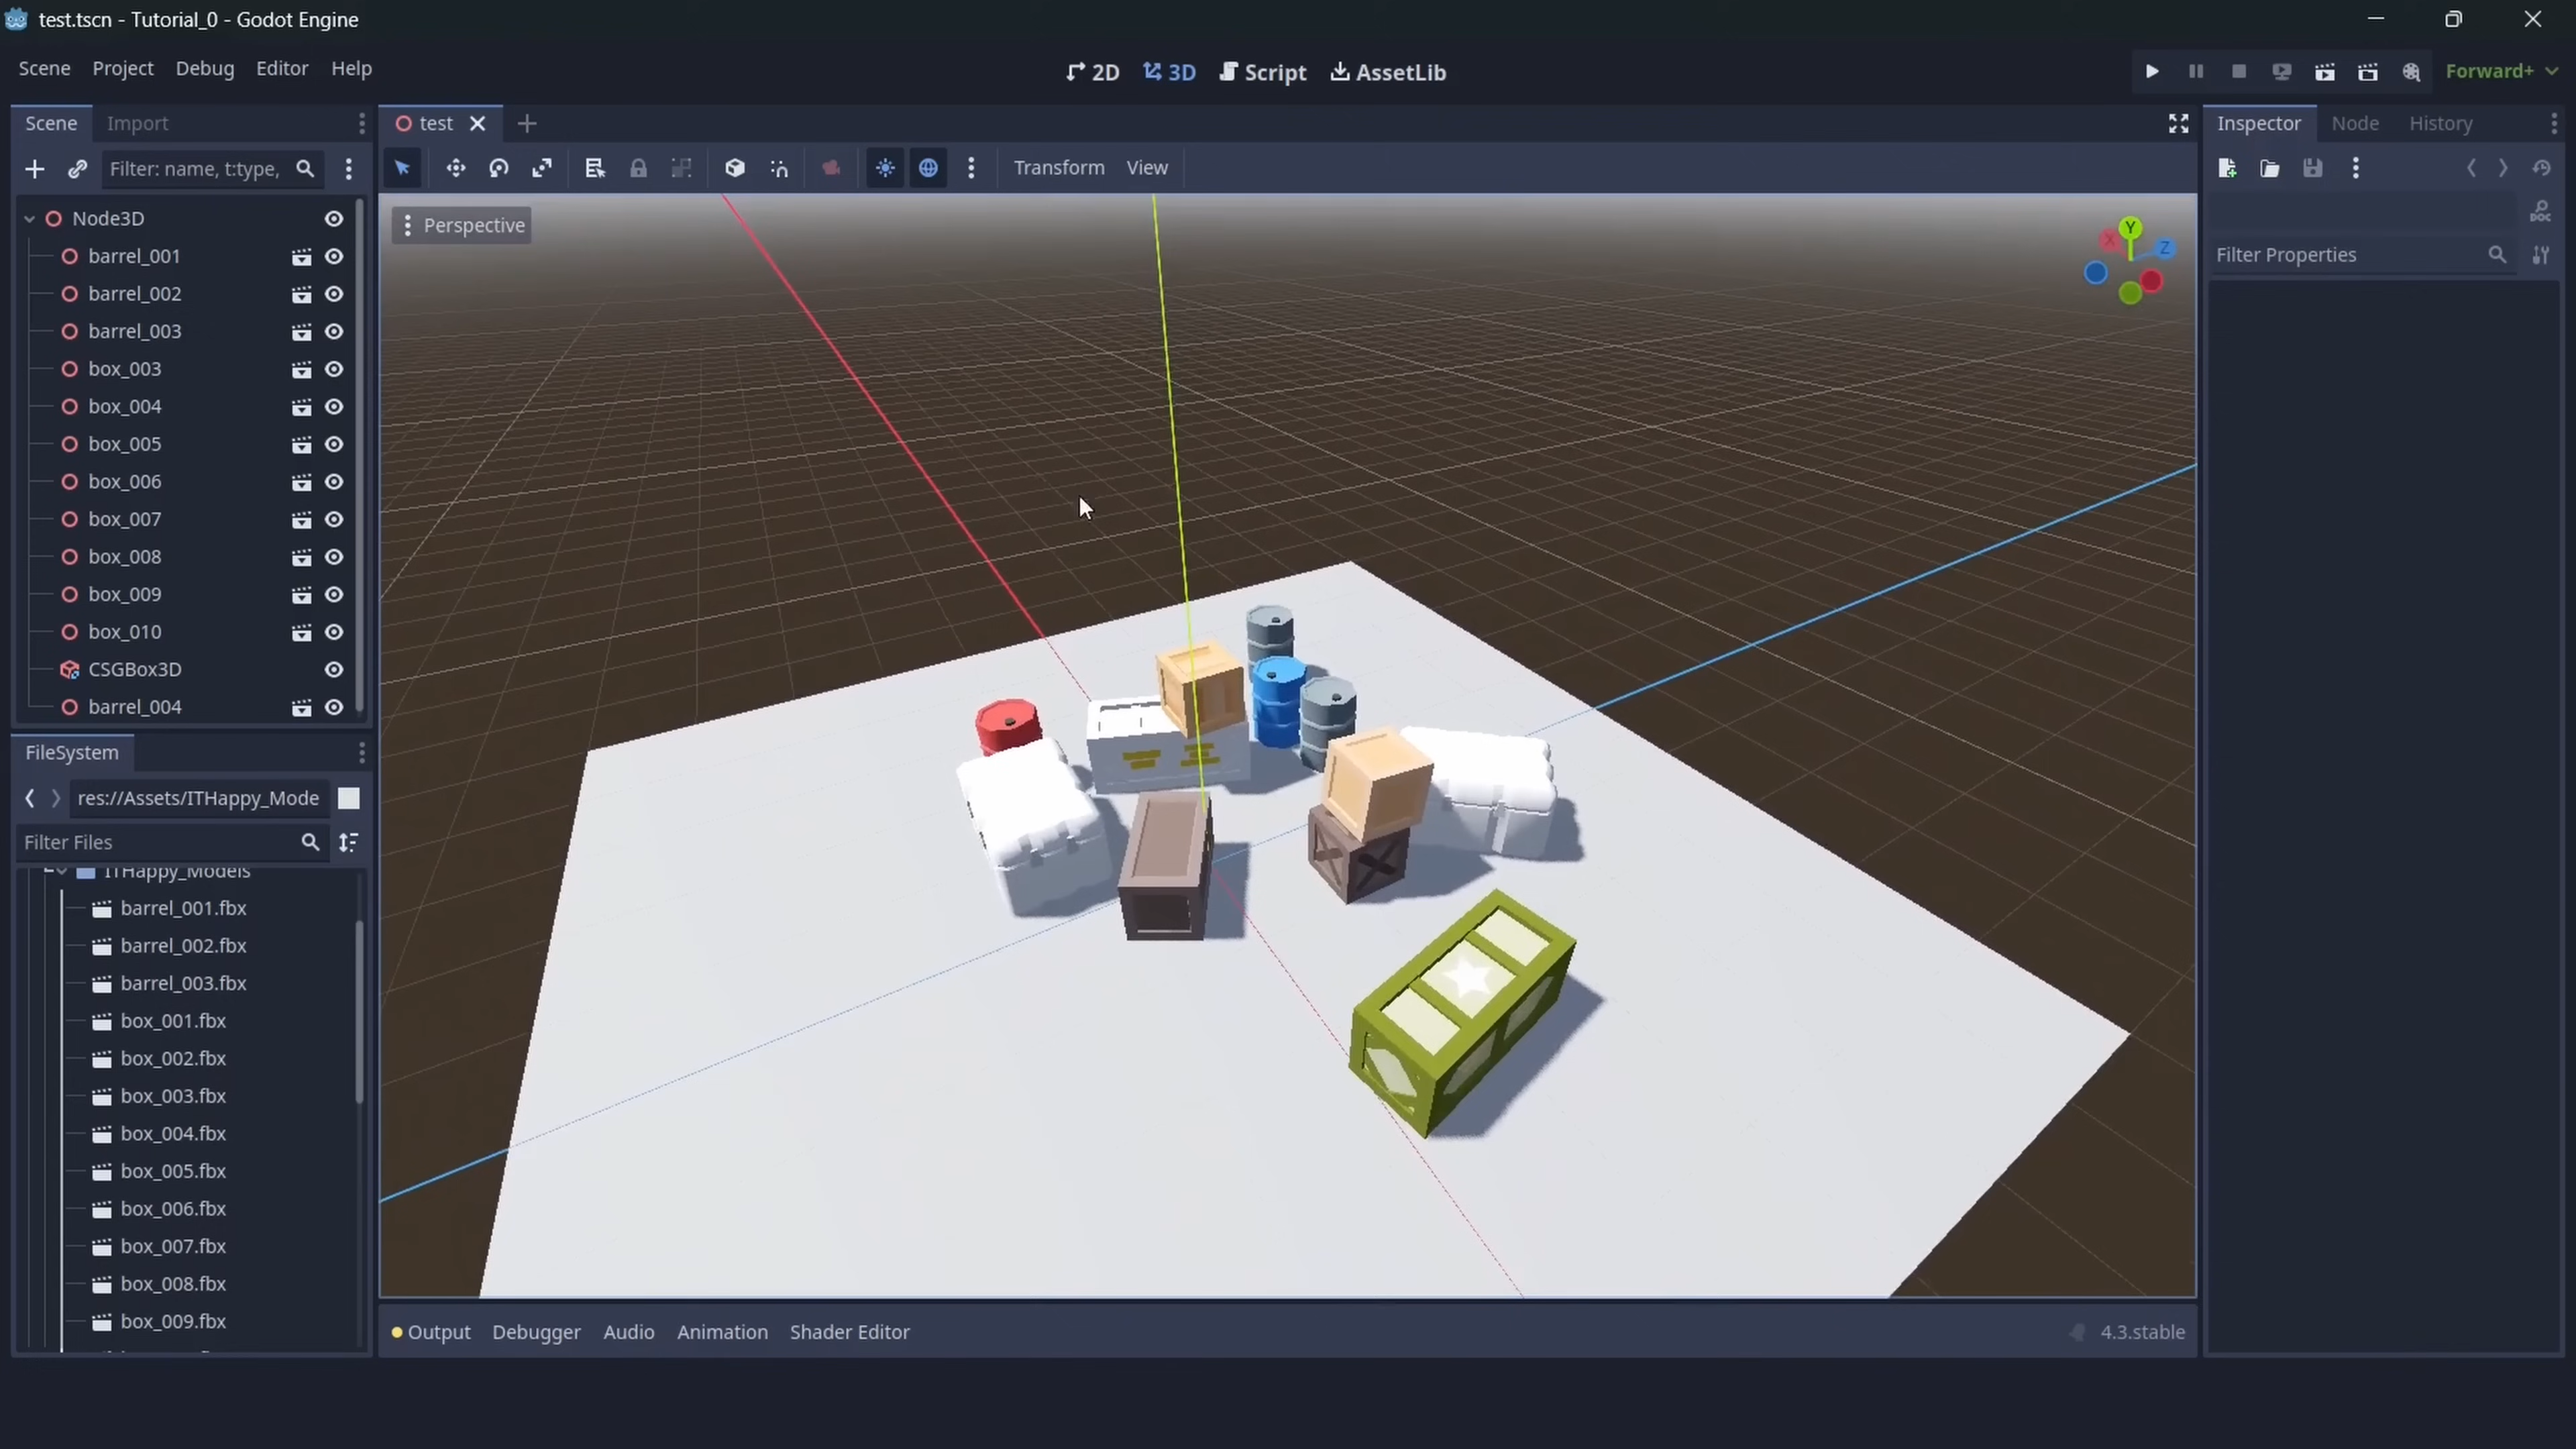 test.tscn - Tutorial_0 - Godot Engine
Scene Project Debug Editor Help
2D 3D Script AssetLib
Forward+
Scene Import
Filter: name, t:type,
Node3D
barrel_001
barrel_002
barrel_003
box_003
box_004
box_005
box_006
box_007
box_008
box_009
box_010
CSGBox3D
barrel_004
FileSystem
res://Assets/ITHappy_Mode
Filter Files
ITHappy_Models
barrel_001.fbx
barrel_002.fbx
barrel_003.fbx
box_001.fbx
box_002.fbx
box_003.fbx
box_004.fbx
box_005.fbx
box_006.fbx
box_007.fbx
box_008.fbx
box_009.fbx
test
Transform View
Perspective
X Y Z
Output Debugger Audio Animation Shader Editor
4.3.stable
Inspector Node History
DOC
Filter Properties